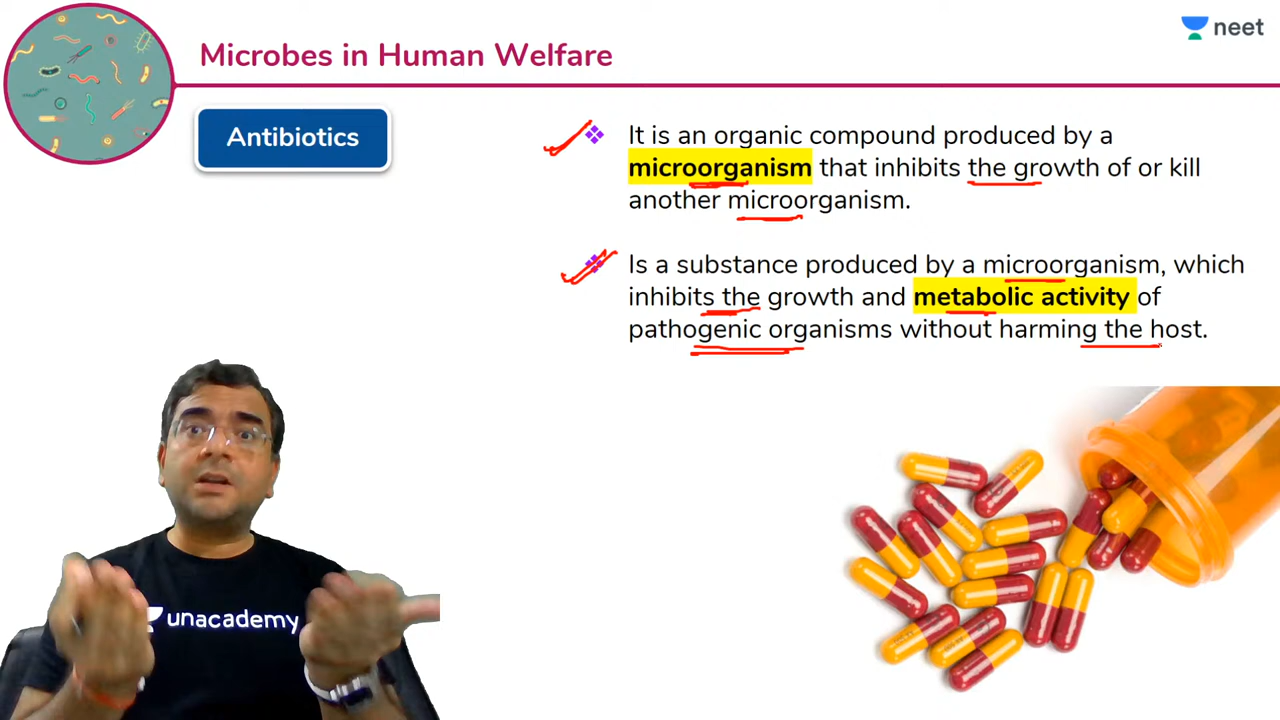 Microbes in Human Welfare
neet
Antibiotics
It is an organic compound produced by a
microorganism that inhibits the growth of or kill
another microorganism.
Is a substance produced by a microorganism, which
inhibits the growth and metabolic activity of
pathogenic organisms without harming the host.
unacademy